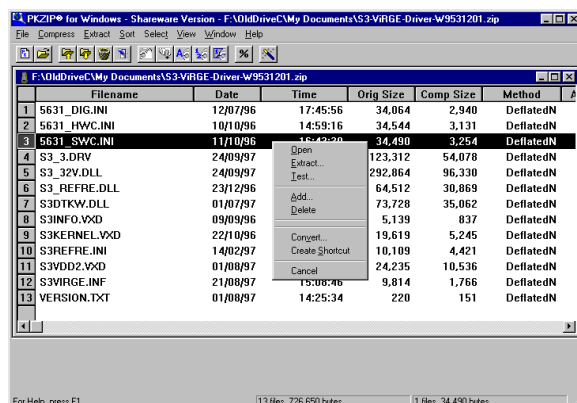 PKZIP® for Windows - Shareware Version - F:\OldDriveC\My Documents\S3-ViRGE-Driver-W9531201.zip
File Compress Extract Sort Select View Window Help
F:\OldDriveC\My Documents\S3-ViRGE-Driver-W9531201.zip
Filename Date Time Orig Size Comp Size Method A
1 5631_DIG.INI 12/07/96 17:45:56 34,064 2,940 DeflatedN
2 5631_HWC.INI 10/10/96 14:59:16 34,544 3,131 DeflatedN
3 5631_SWC.INI 11/10/96 34,490 3,254 DeflatedN
4 S3_3.DRV 24/09/97 123,312 54,078 DeflatedN
5 S3_32V.DLL 24/09/97 292,864 96,330 DeflatedN
6 S3_REFRE.DLL 23/12/96 64,512 30,869 DeflatedN
7 S3DTKW.DLL 01/07/97 73,728 35,062 DeflatedN
8 S3INFO.VXD 09/09/96 5,139 837 DeflatedN
9 S3KERNEL.VXD 22/10/96 19,619 5,245 DeflatedN
10 S3REFRE.INI 14/02/97 10,109 4,421 DeflatedN
11 S3VDD2.VXD 01/08/97 24,235 10,536 DeflatedN
12 S3VIRGE.INF 21/08/97 15:08:46 9,814 1,766 DeflatedN
13 VERSION.TXT 01/08/97 14:25:34 220 151 DeflatedN
Open
Extract...
Test...
Add...
Delete
Convert...
Create Shortcut
Cancel
For Help, press F1
13 files, 726,650 bytes
1 files, 34,490 bytes